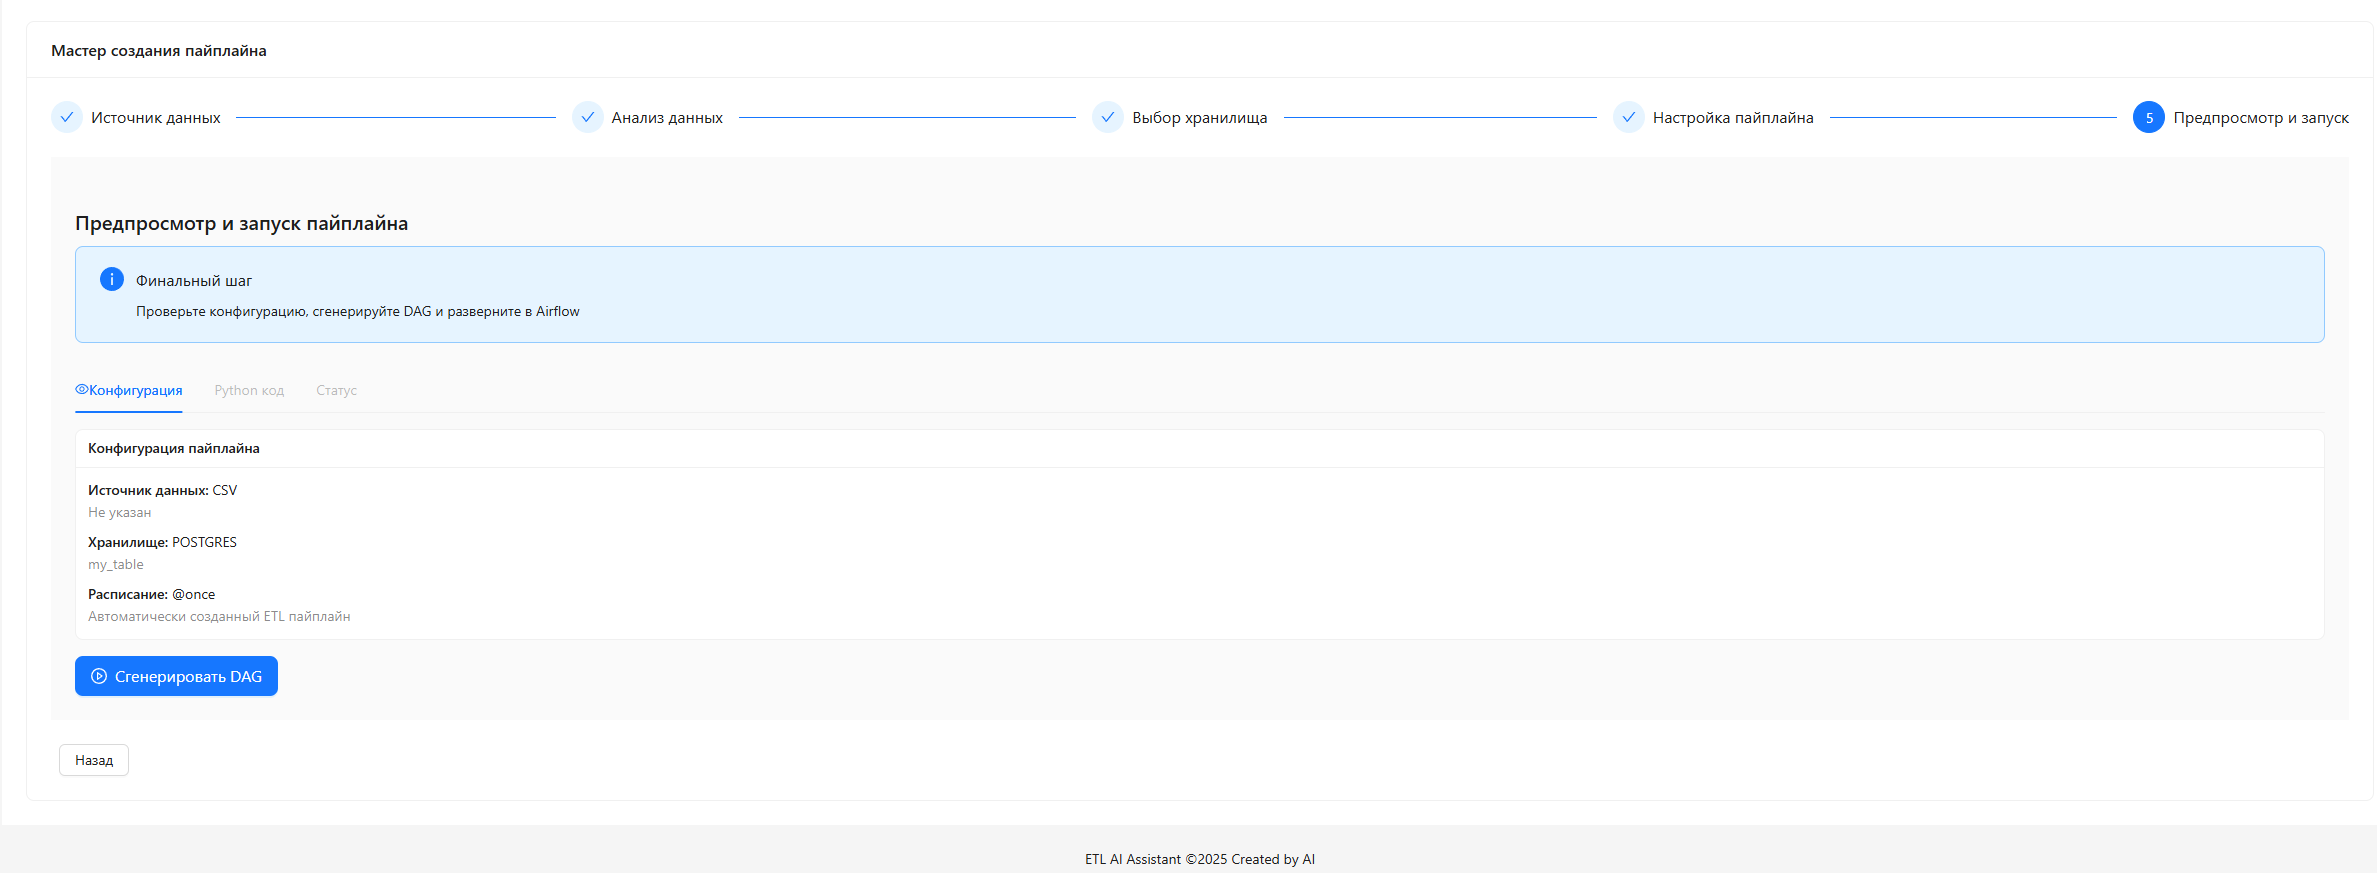 Мастер создания пайплайна
Источник данных
Анализ данных
Выбор хранилища
Настройка пайплайна
5 Предпросмотр и запуск
Предпросмотр и запуск пайплайна
Финальный шаг
Проверьте конфигурацию, сгенерируйте DAG и разверните в Airflow
Конфигурация Python код Статус
Конфигурация пайплайна
Источник данных: CSV
Не указан
Хранилище: POSTGRES
my_table
Расписание: @once
Автоматически созданный ETL пайплайн
Сгенерировать DAG
Назад
ETL AI Assistant ©2025 Created by AI